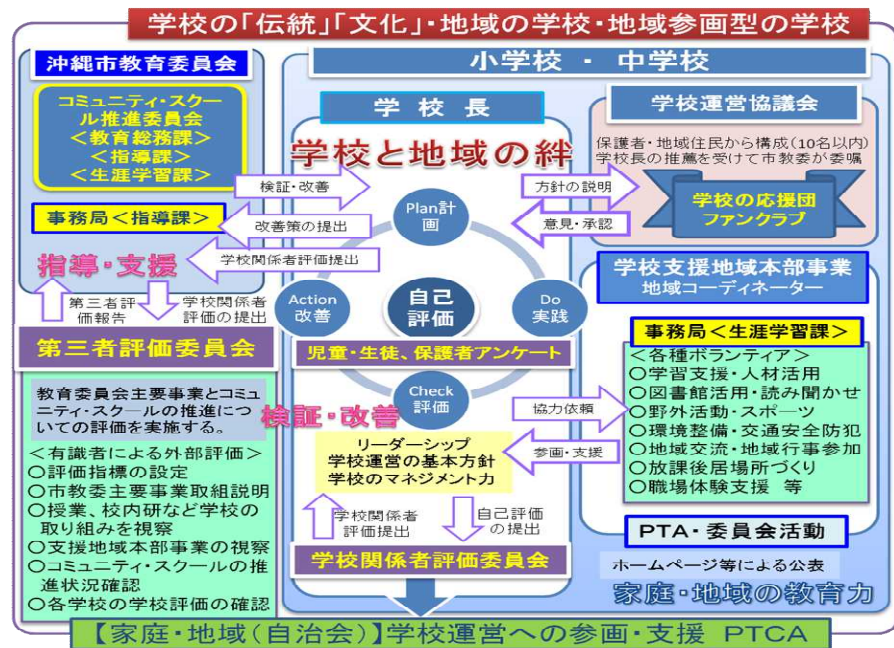 学校の「伝統」「文化」・地域の学校・地域参画型の学校
沖縄市教育委員会
コミュニティ・スクー
ル推進委員会
＜教育総務課＞
＜指導課＞
＜生涯学習課＞
事務局＜指導課＞
指導・支援
第三者評
価報告
学校関係者
評価の提出
第三者評価委員会
教育委員会主要事業とコミュ
ニティ・スクールの推進につ
いての評価を実施する。
＜有識者による外部評価＞
○評価指標の設定
○市教委主要事業取組説明
○授業、校内研など学校の
取り組みを視察
○支援地域本部事業の視察
○コミュニティ・スクールの推
進状況確認
○各学校の学校評価の確認
検証・改善
改善策の提出
学校関係者評価提出
小学校 ・ 中学校
学 校 長
学校と地域の絆
Plan計
画
Action
改善
自己
評価
Do
実践
児童・生徒、保護者アンケート
Check
評価
検証・改善
リーダーシップ
学校運営の基本方針
学校のマネジメント力
学校関係者
評価提出
自己評価
の提出
学校関係者評価委員会
方針の説明
意見・承認
協力依頼
参画・支援
学校運営協議会
保護者・地域住民から構成(10名以内)
学校長の推薦を受けて市教委が委嘱
学校の応援団
ファンクラブ
学校支援地域本部事業
地域コーディネーター
事務局＜生涯学習課＞
＜各種ボランティア＞
○学習支援・人材活用
○図書館活用・読み聞かせ
○野外活動・スポーツ
○環境整備・交通安全防犯
○地域交流・地域行事参加
○放課後居場所づくり
○職場体験支援 等
PTA・委員会活動
ホームページ等による公表
家庭・地域の教育力
【家庭・地域(自治会)】学校運営への参画・支援 PTCA